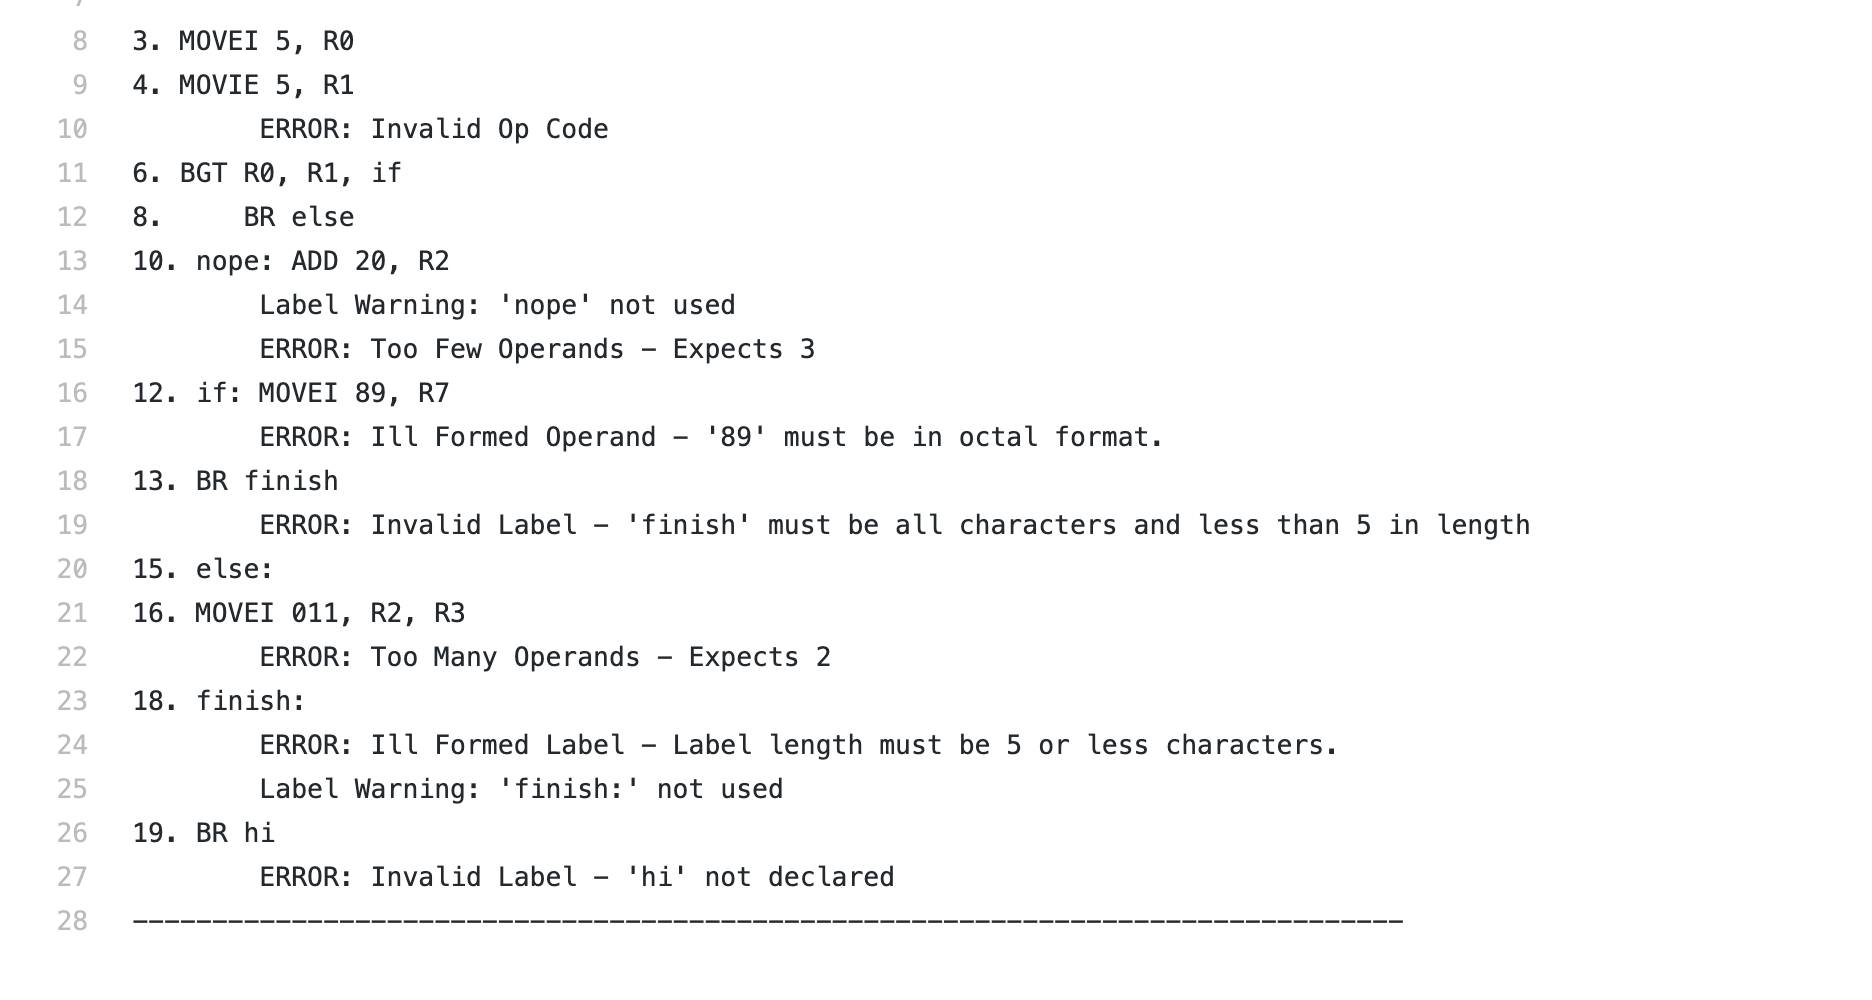 8 3. MOVEI 5, R0
9 4. MOVIE 5, R1
10 ERROR: Invalid Op Code
11 6. BGT R0, R1, if
12 8. BR else
13 10. nope: ADD 20, R2
14 Label Warning: 'nope' not used
15 ERROR: Too Few Operands – Expects 3
16 12. if: MOVEI 89, R7
17 ERROR: Ill Formed Operand – '89' must be in octal format.
18 13. BR finish
19 ERROR: Invalid Label – 'finish' must be all characters and less than 5 in length
20 15. else:
21 16. MOVEI 011, R2, R3
22 ERROR: Too Many Operands – Expects 2
23 18. finish:
24 ERROR: Ill Formed Label – Label length must be 5 or less characters.
25 Label Warning: 'finish:' not used
26 19. BR hi
27 ERROR: Invalid Label – 'hi' not declared
28 --------------------------------------------------------------------------------